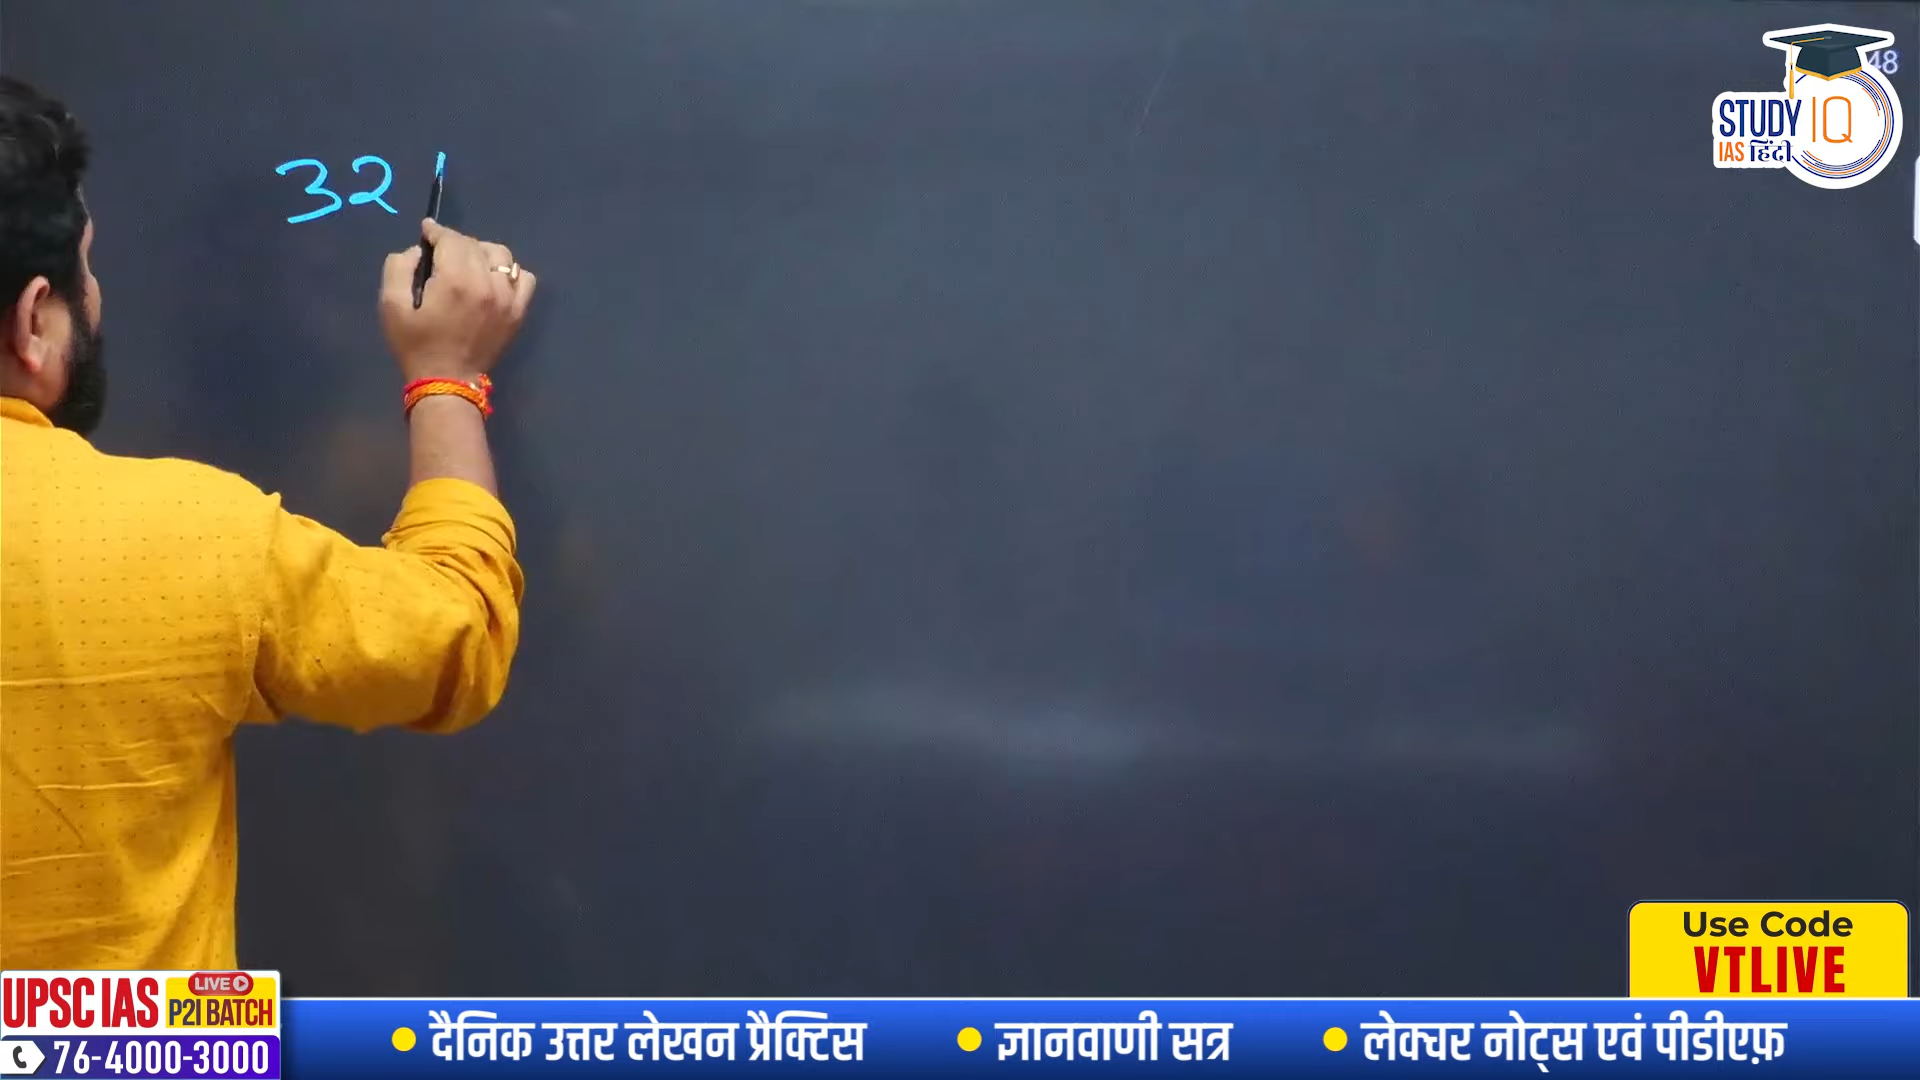 48
STUDY IQ
IAS हिंदी
32
Use Code
VTLIVE
UPSC IAS
LIVE
P2I BATCH
76-4000-3000
• दैनिक उत्तर लेखन प्रैक्टिस • ज्ञानवाणी सत्र • लेक्चर नोट्स एवं पीडीएफ़